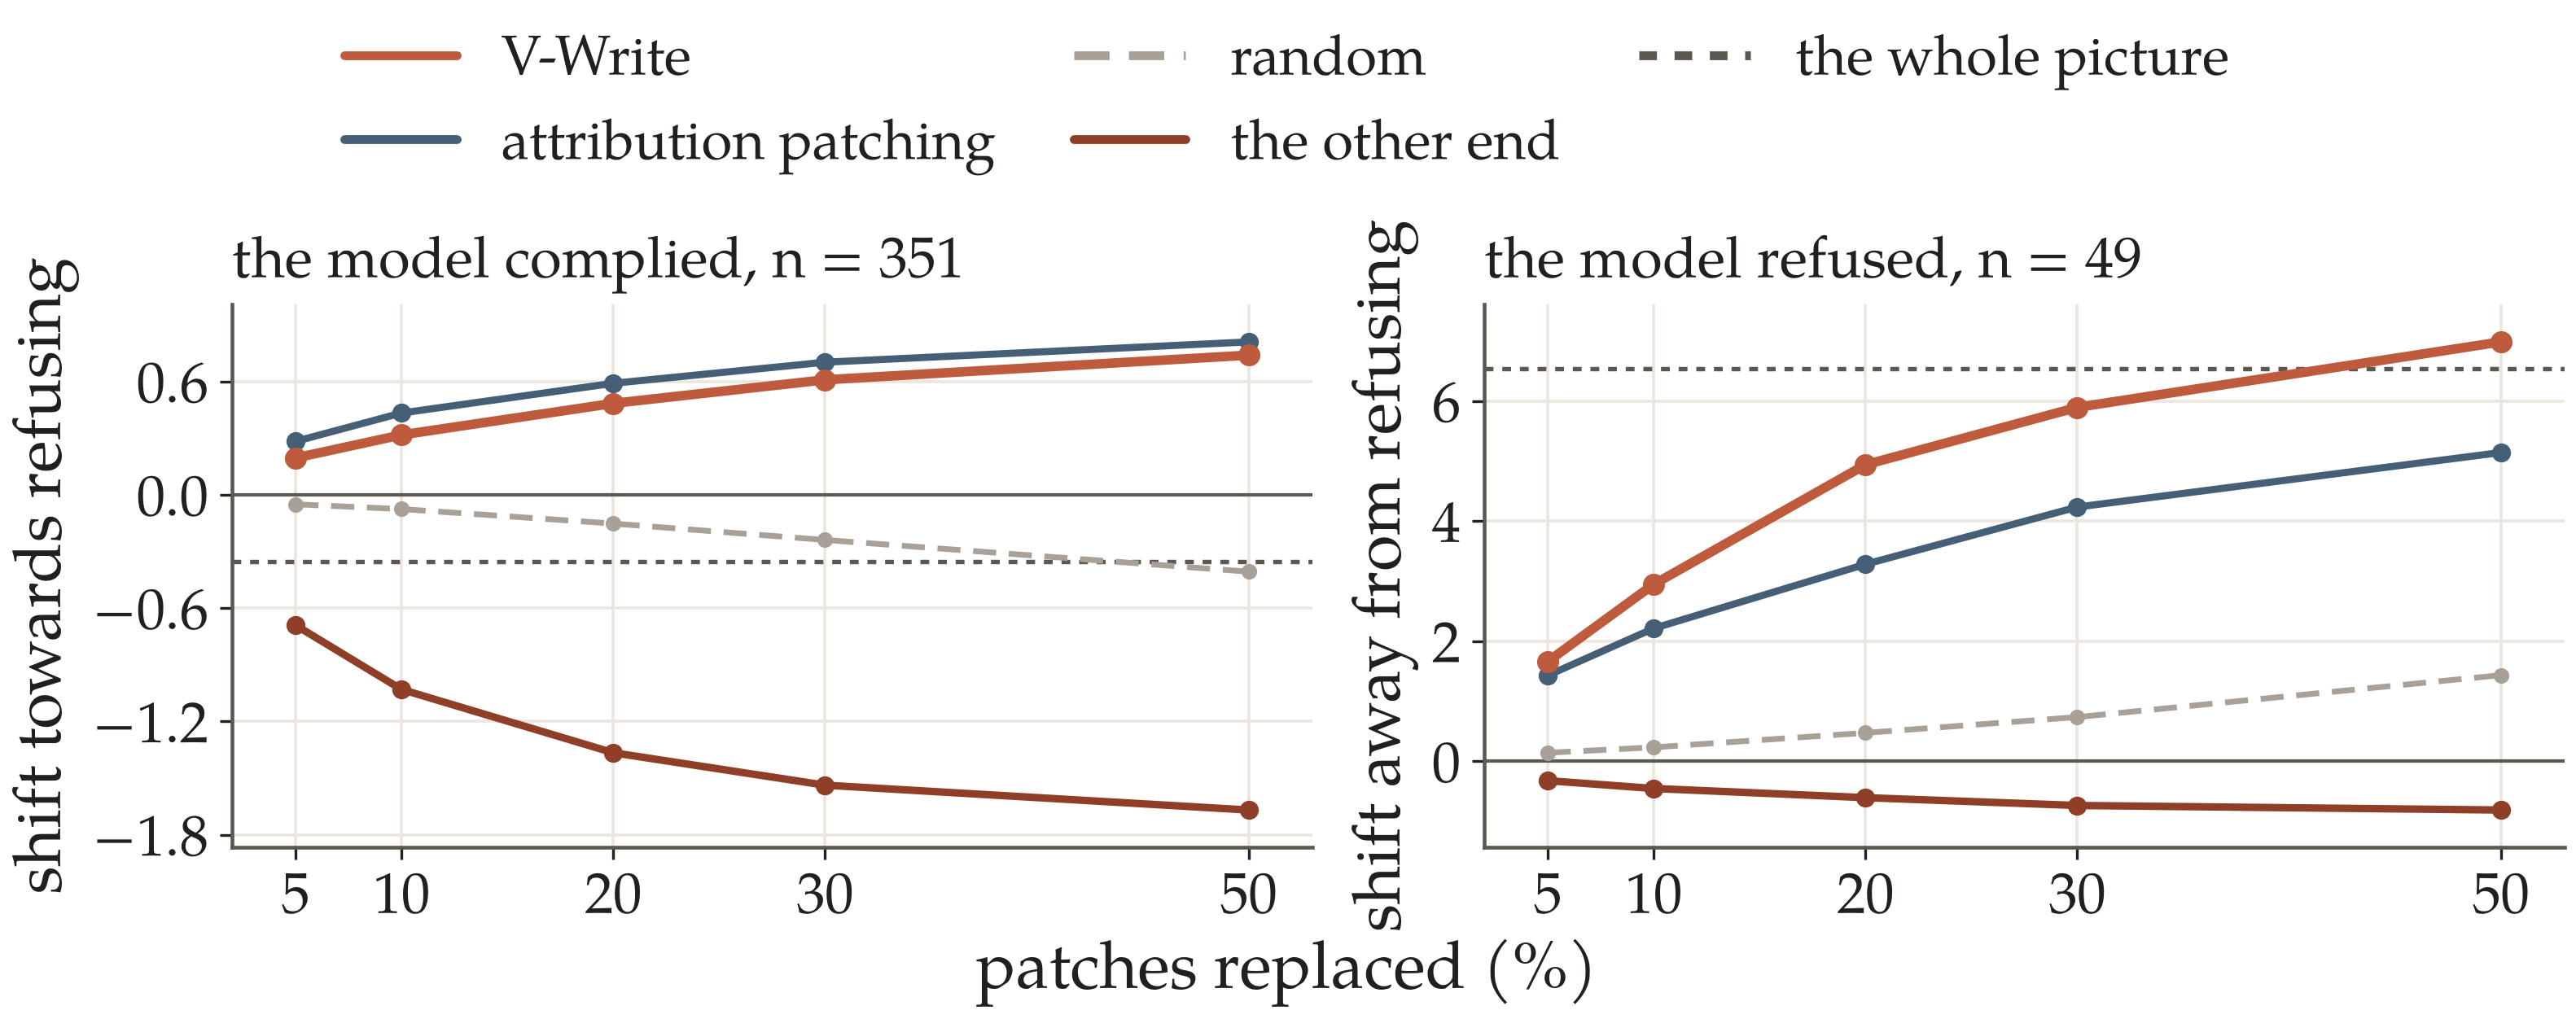 V-Write
random
the whole picture
attribution patching
the other end
the model complied, n = 351
the model refused, n = 49
shift towards refusing
0.6
0.0
−0.6
−1.2
−1.8
5 10 20 30 50
shift away from refusing
6
4
2
0
5 10 20 30 50
patches replaced (%)